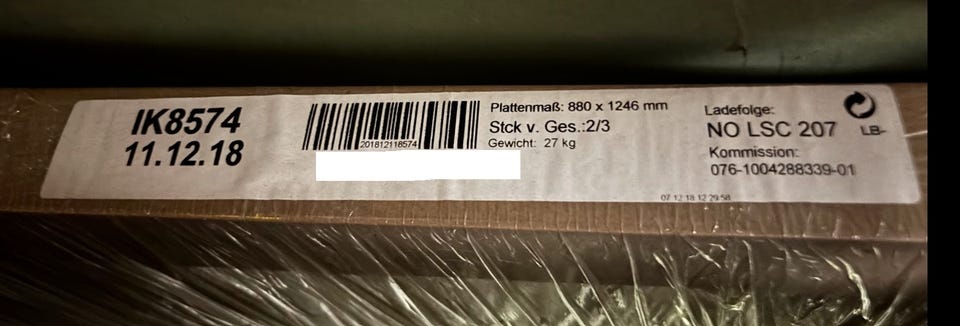 IK8574
11.12.18
201812118574
Plattenmaß: 880 x 1246 mm
Stck v. Ges.:2/3
Gewicht: 27 kg
Ladefolge:
NO LSC 207
LB-
Kommission:
076-1004288339-01
07.12.18 12:29:58